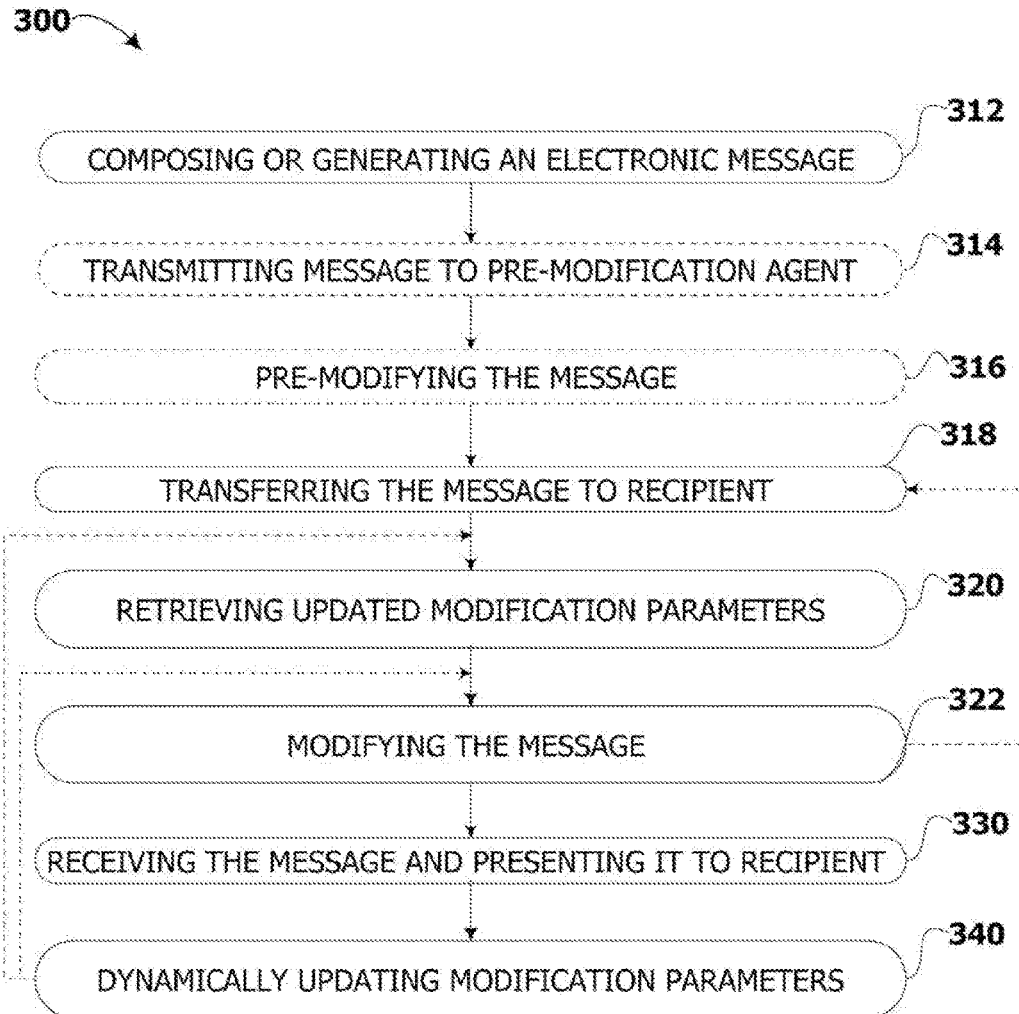 300
312
COMPOSING OR GENERATING AN ELECTRONIC MESSAGE
314
TRANSMITTING MESSAGE TO PRE-MODIFICATION AGENT
316
PRE-MODIFYING THE MESSAGE
318
TRANSFERRING THE MESSAGE TO RECIPIENT
320
RETRIEVING UPDATED MODIFICATION PARAMETERS
322
MODIFYING THE MESSAGE
330
RECEIVING THE MESSAGE AND PRESENTING IT TO RECIPIENT
340
DYNAMICALLY UPDATING MODIFICATION PARAMETERS